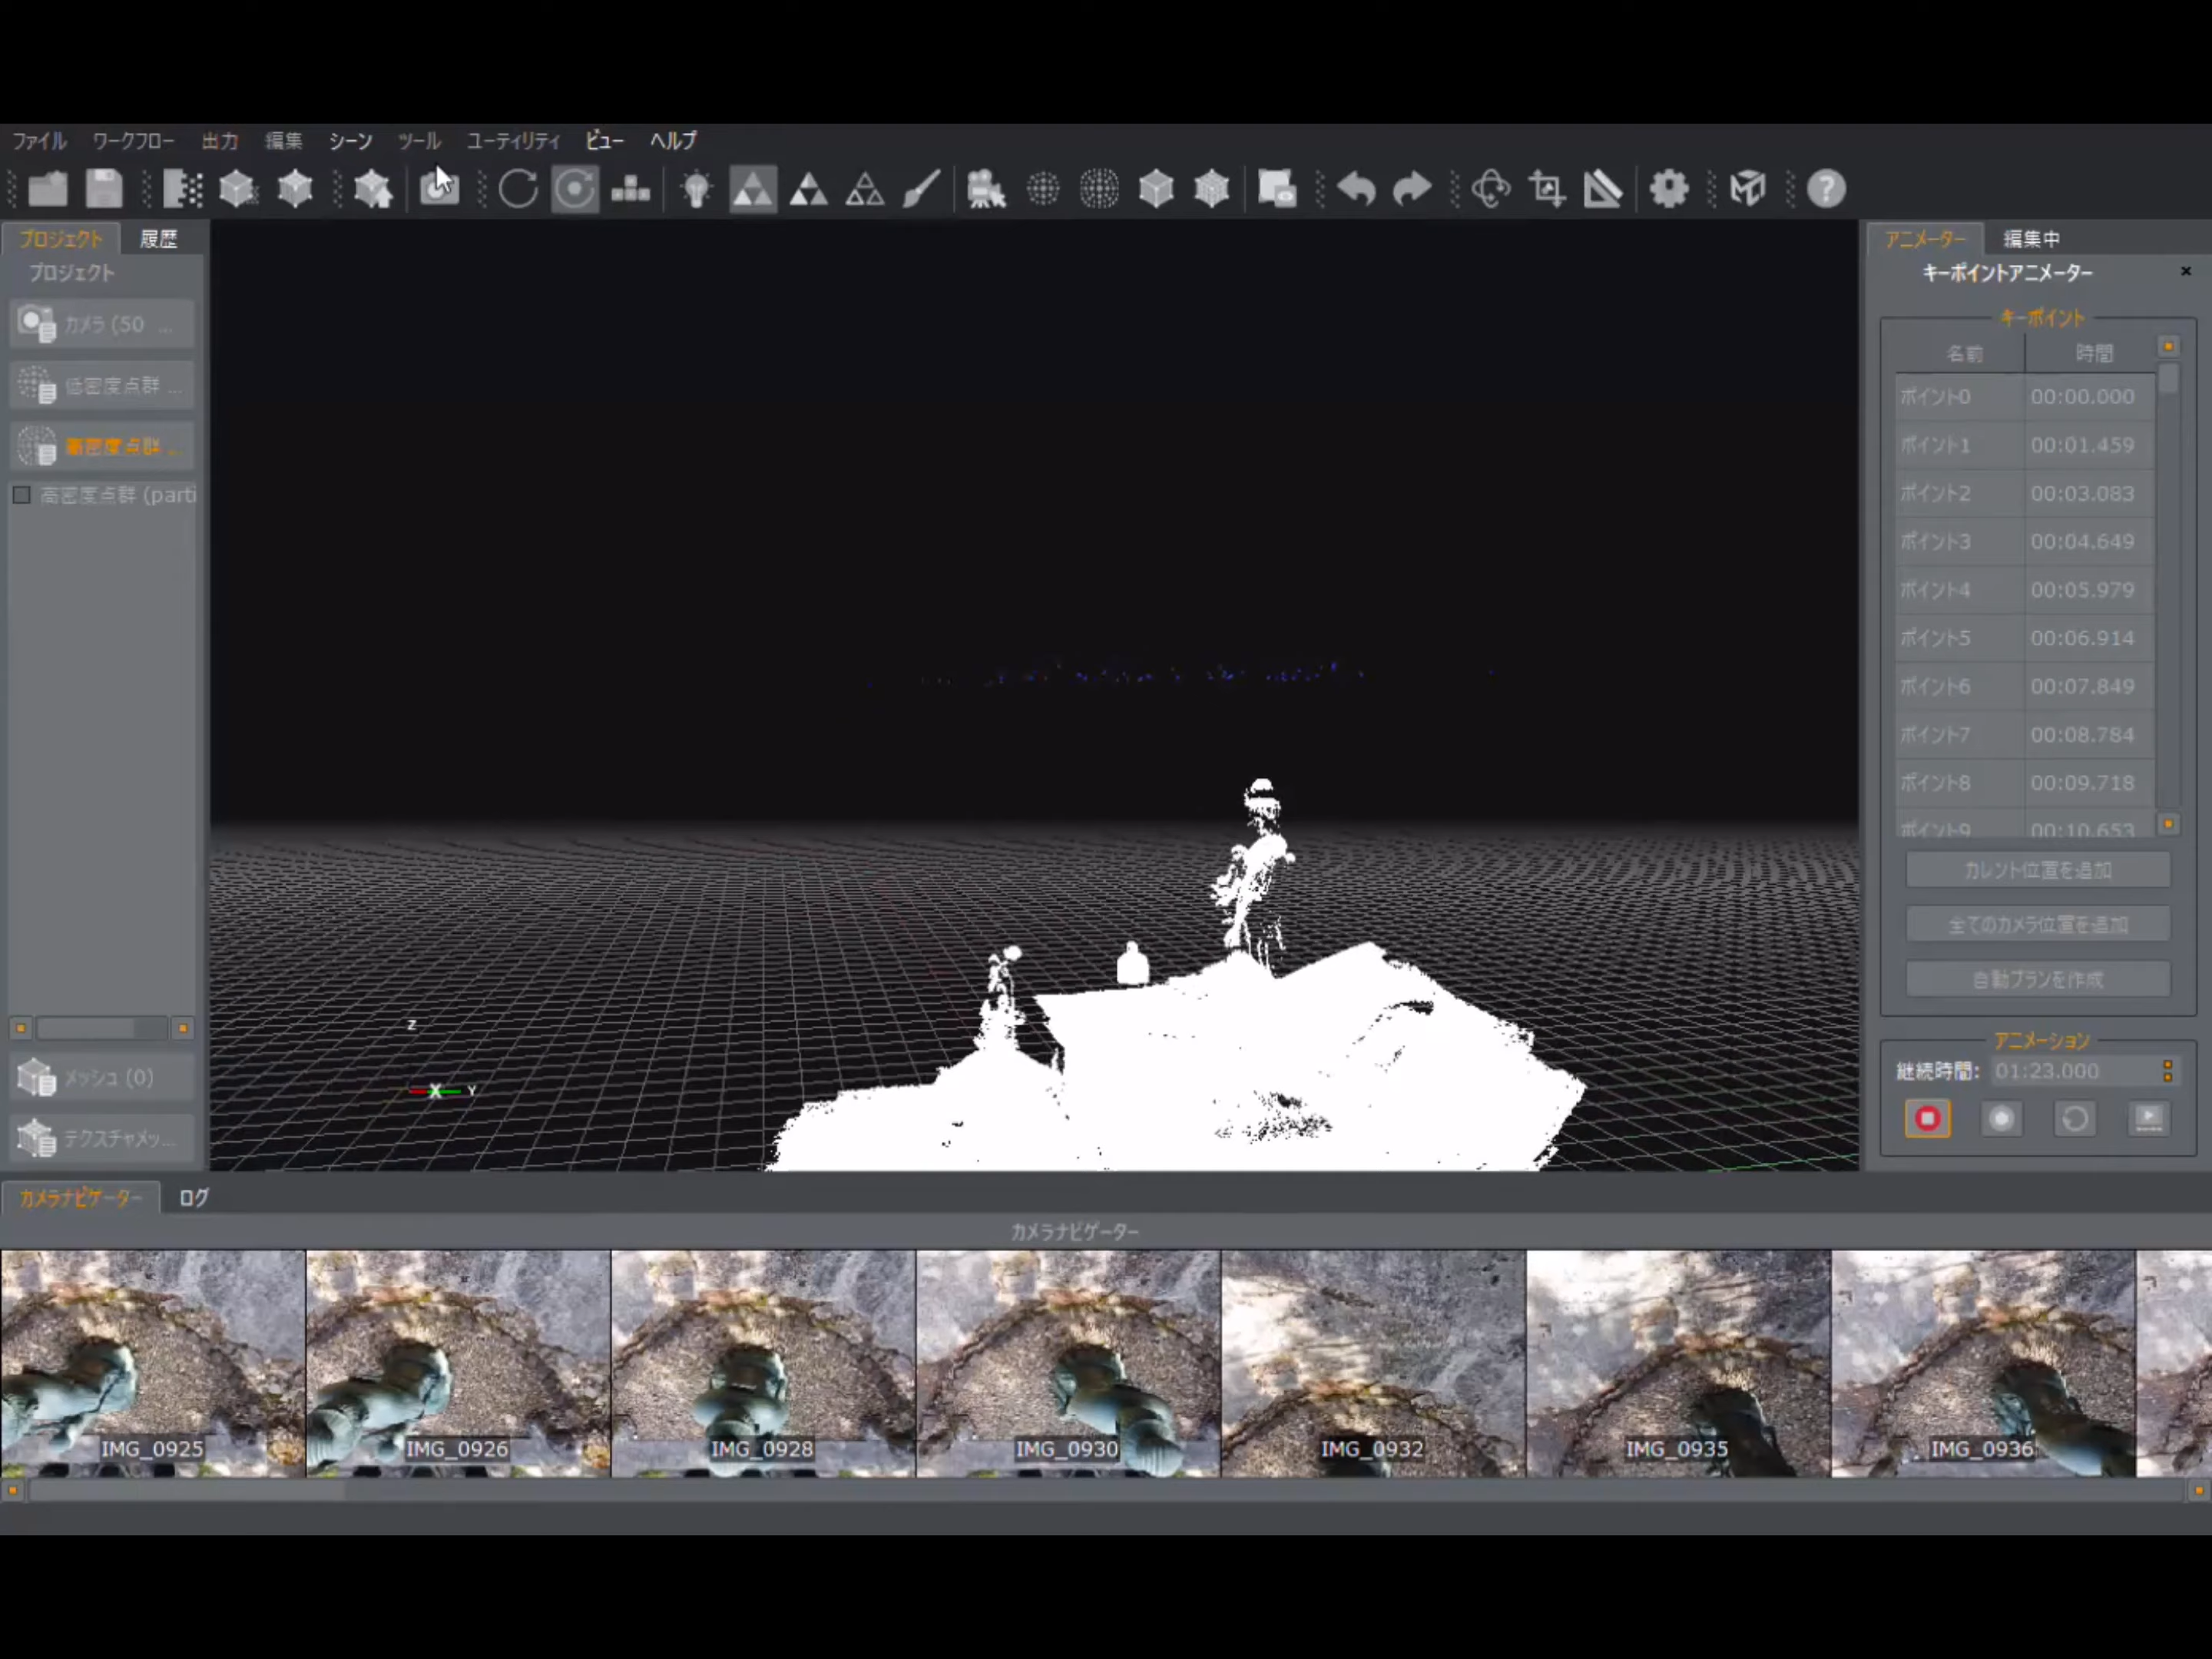 ファイル ワークフロー 出力 編集 シーン ツール ユーティリティ ビュー ヘルプ
プロジェクト 履歴
プロジェクト
カメラ (50 ...
低密度点群 ...
高密度点群 ...
高密度点群 (parti
メッシュ (0)
テクスチャメッ...
Z
X Y
アニメーター 編集中
キーポイントアニメーター ×
キーポイント
名前 時間
ポイント0 00:00.000
ポイント1 00:01.459
ポイント2 00:03.083
ポイント3 00:04.649
ポイント4 00:05.979
ポイント5 00:06.914
ポイント6 00:07.849
ポイント7 00:08.784
ポイント8 00:09.718
ポイント9 00:10.653
カレント位置を追加
全てのカメラ位置を追加
自動プランを作成
アニメーション
継続時間: 01:23.000
カメラナビゲーター ログ
カメラナビゲーター
IMG_0925 IMG_0926 IMG_0928 IMG_0930 IMG_0932 IMG_0935 IMG_0936